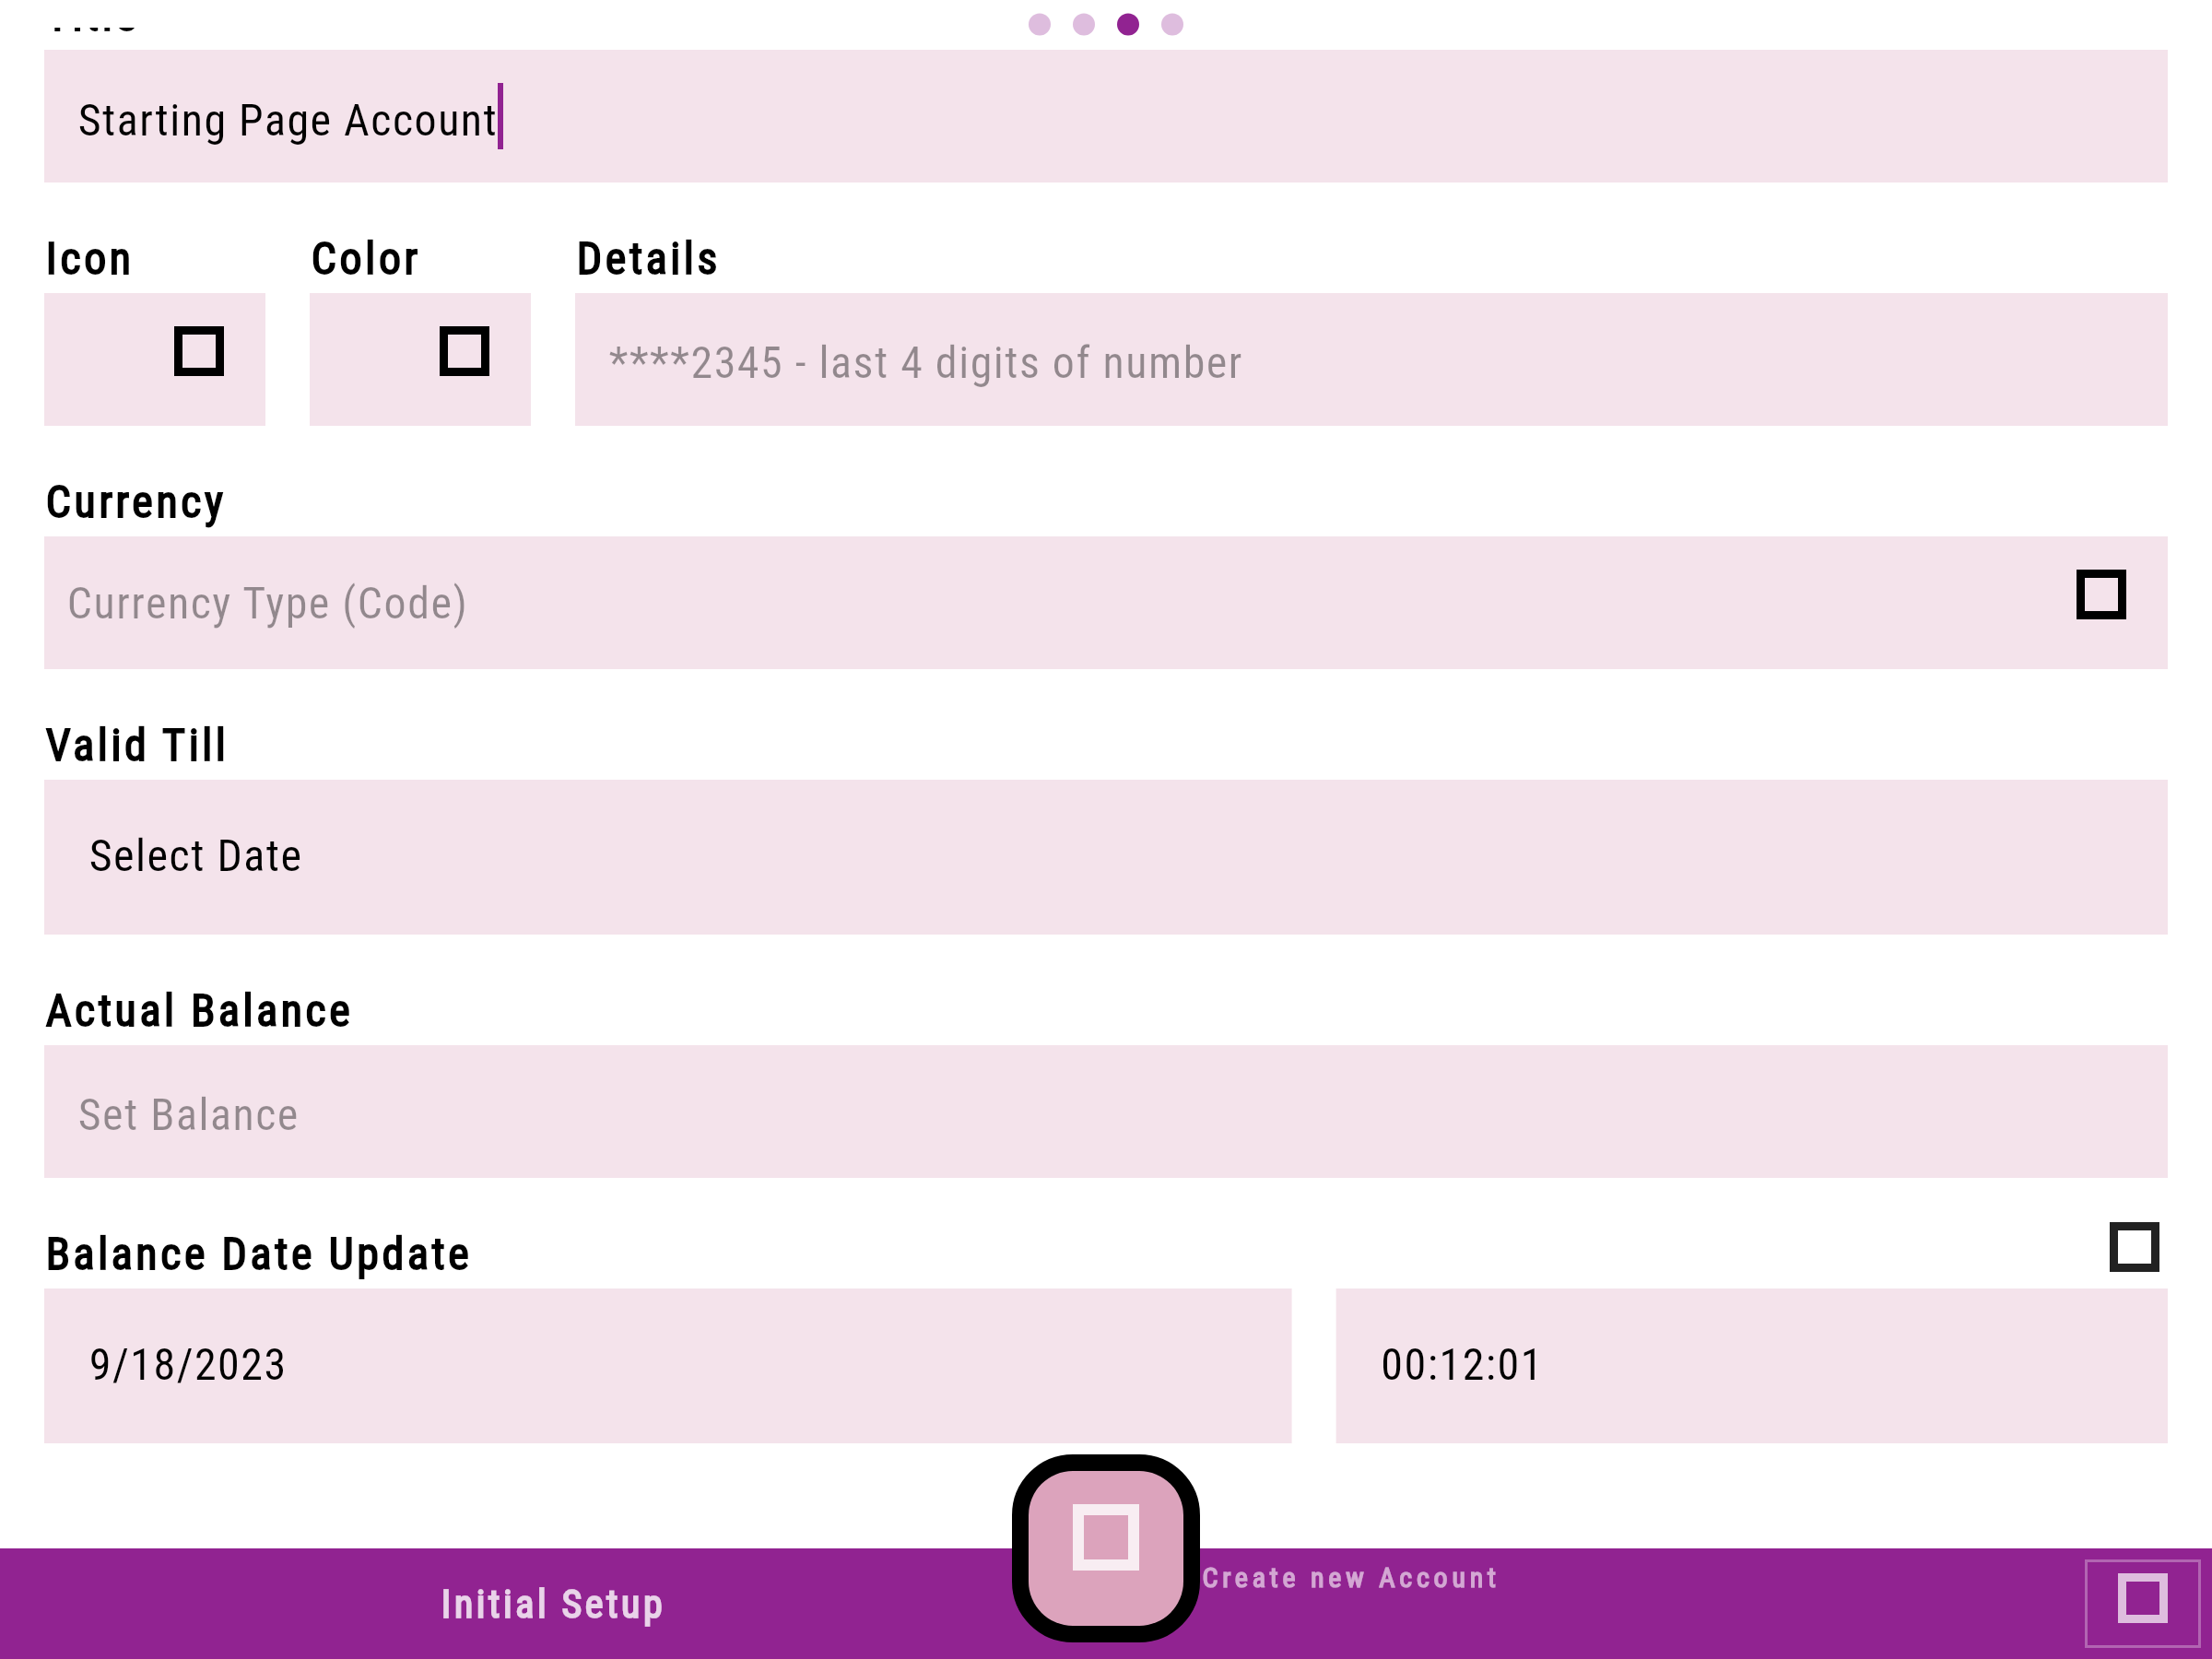 Starting Page Account
Icon Color Details
****2345 - last 4 digits of number
Currency
Currency Type (Code)
Valid Till
Select Date
Actual Balance
Set Balance
Balance Date Update
9/18/2023 00:12:01
Create new Account
Initial Setup